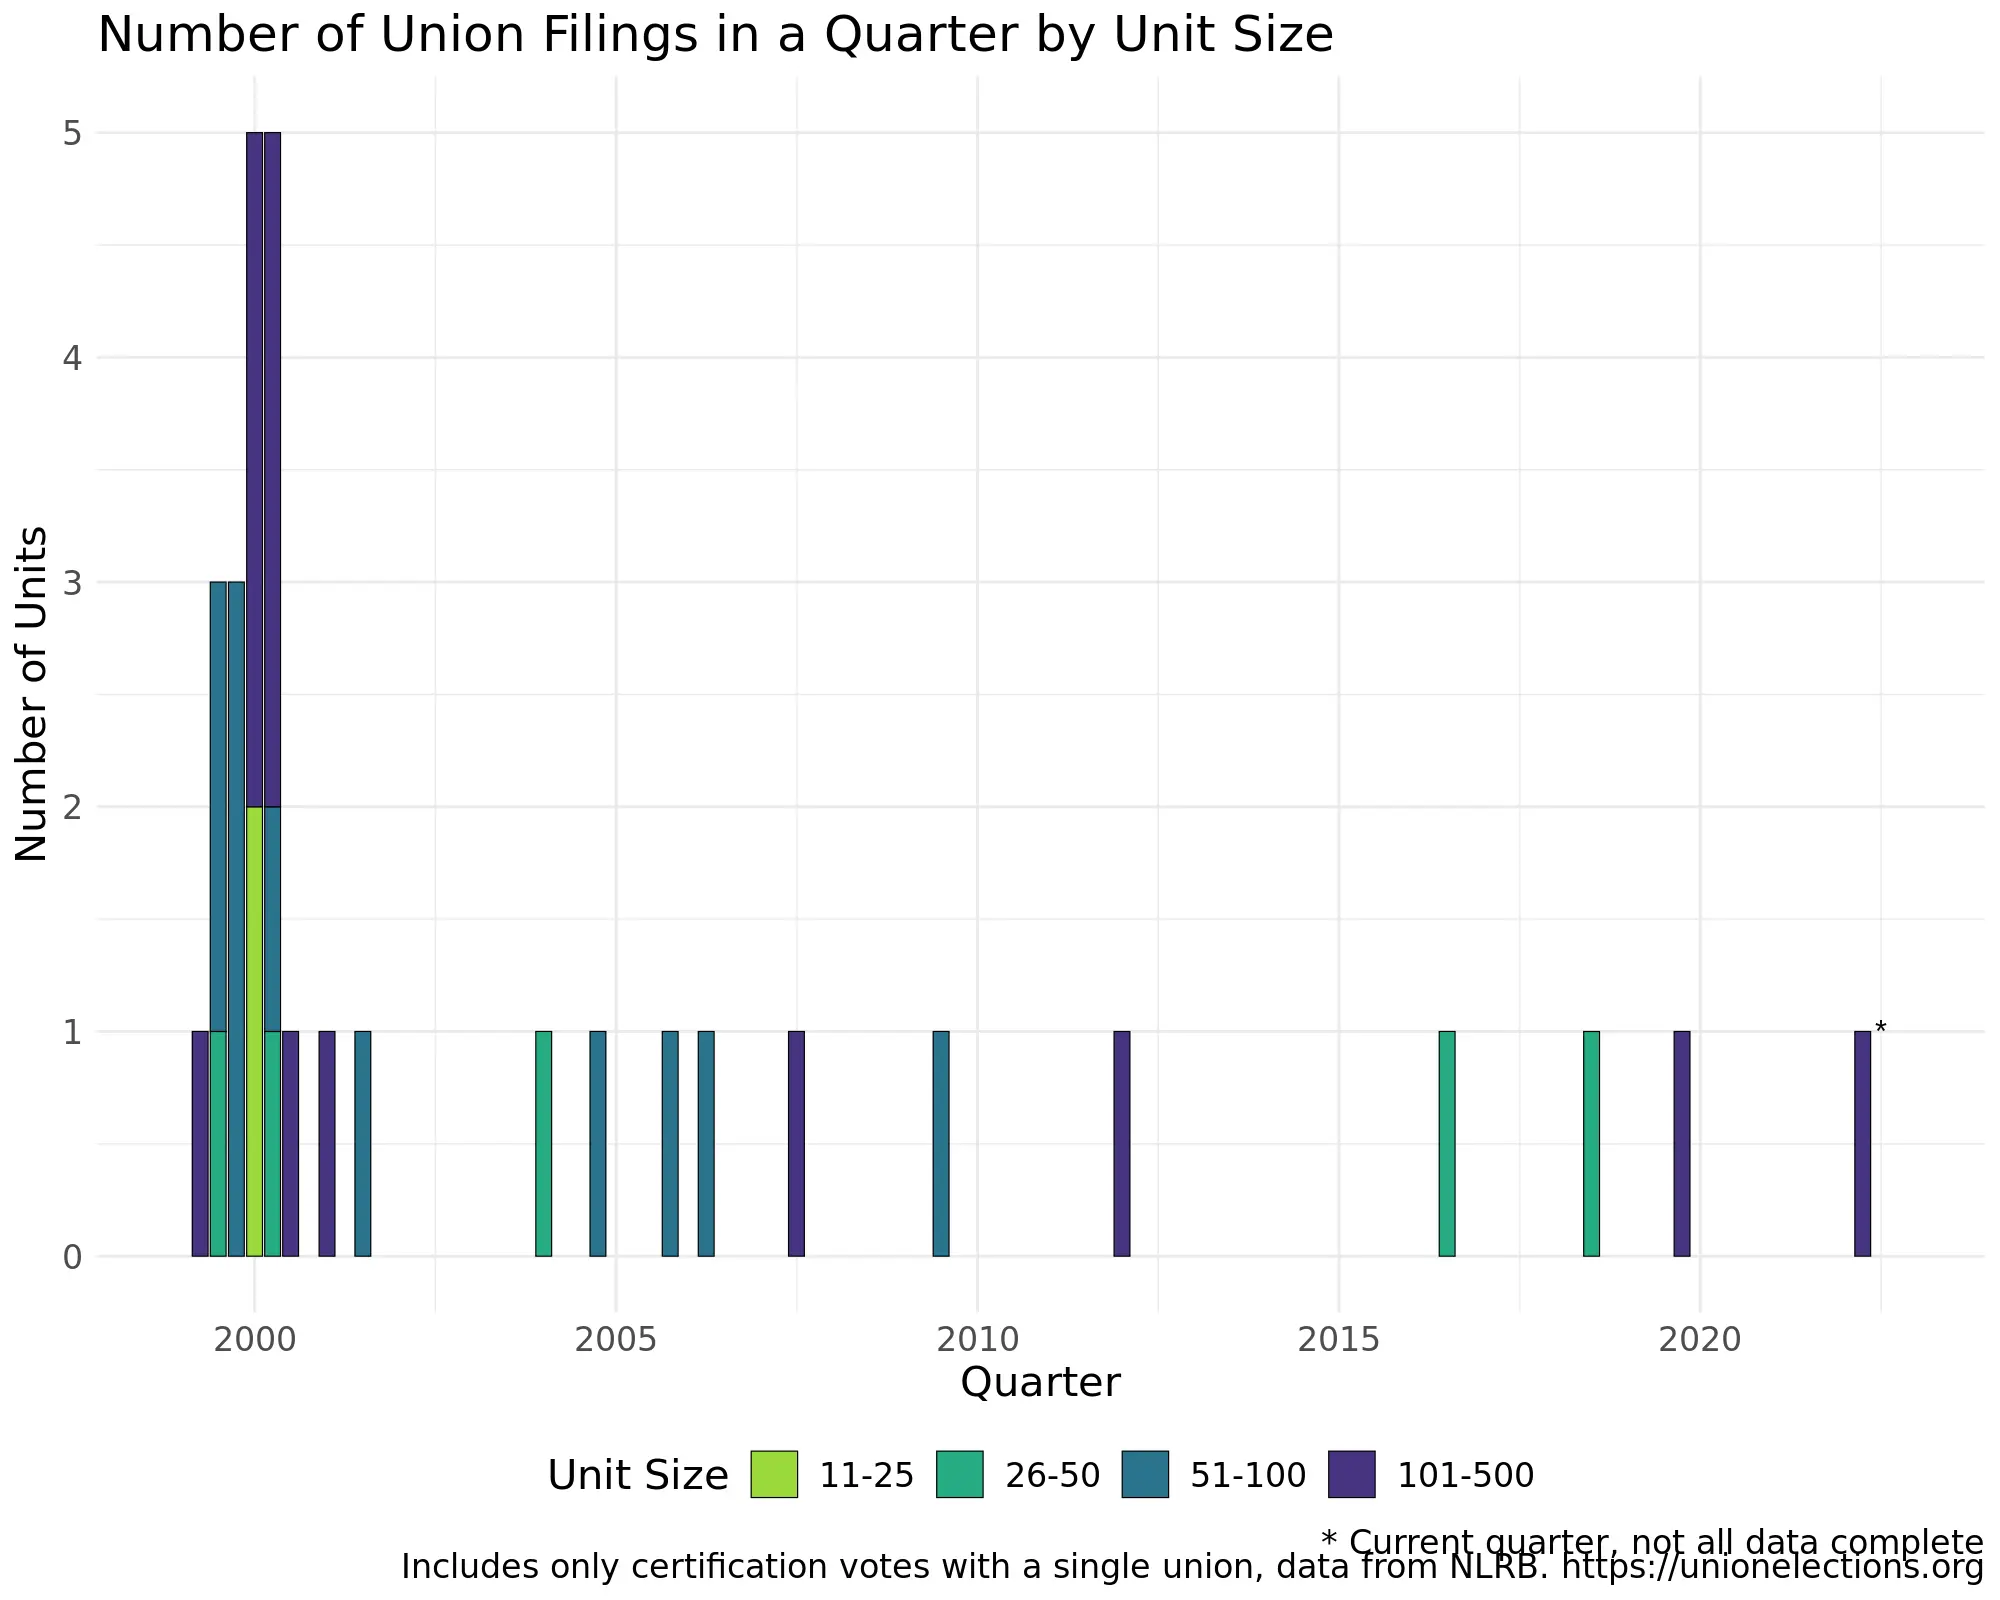 Number of Union Filings in a Quarter by Unit Size
Number of Units
5
4
3
2
1
0
*
2000 2005 2010 2015 2020
Quarter
Unit Size 11-25 26-50 51-100 101-500
* Current quarter, not all data complete
Includes only certification votes with a single union, data from NLRB. https://unionelections.org